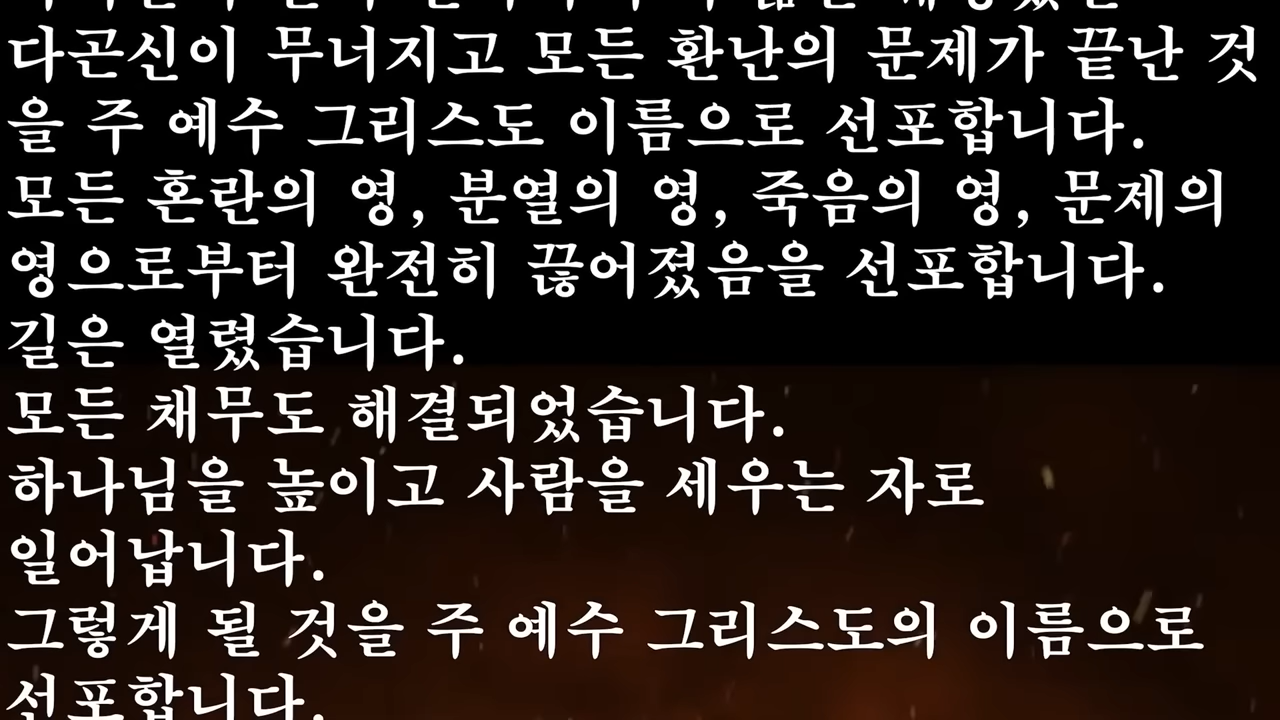 다곤신이 무너지고 모든 환난의 문제가 끝난 것
을 주 예수 그리스도 이름으로 선포합니다.
모든 혼란의 영, 분열의 영, 죽음의 영, 문제의
영으로부터 완전히 끊어졌음을 선포합니다.
길은 열렸습니다.
모든 채무도 해결되었습니다.
하나님을 높이고 사람을 세우는 자로
일어납니다.
그렇게 될 것을 주 예수 그리스도의 이름으로
선포합니다.